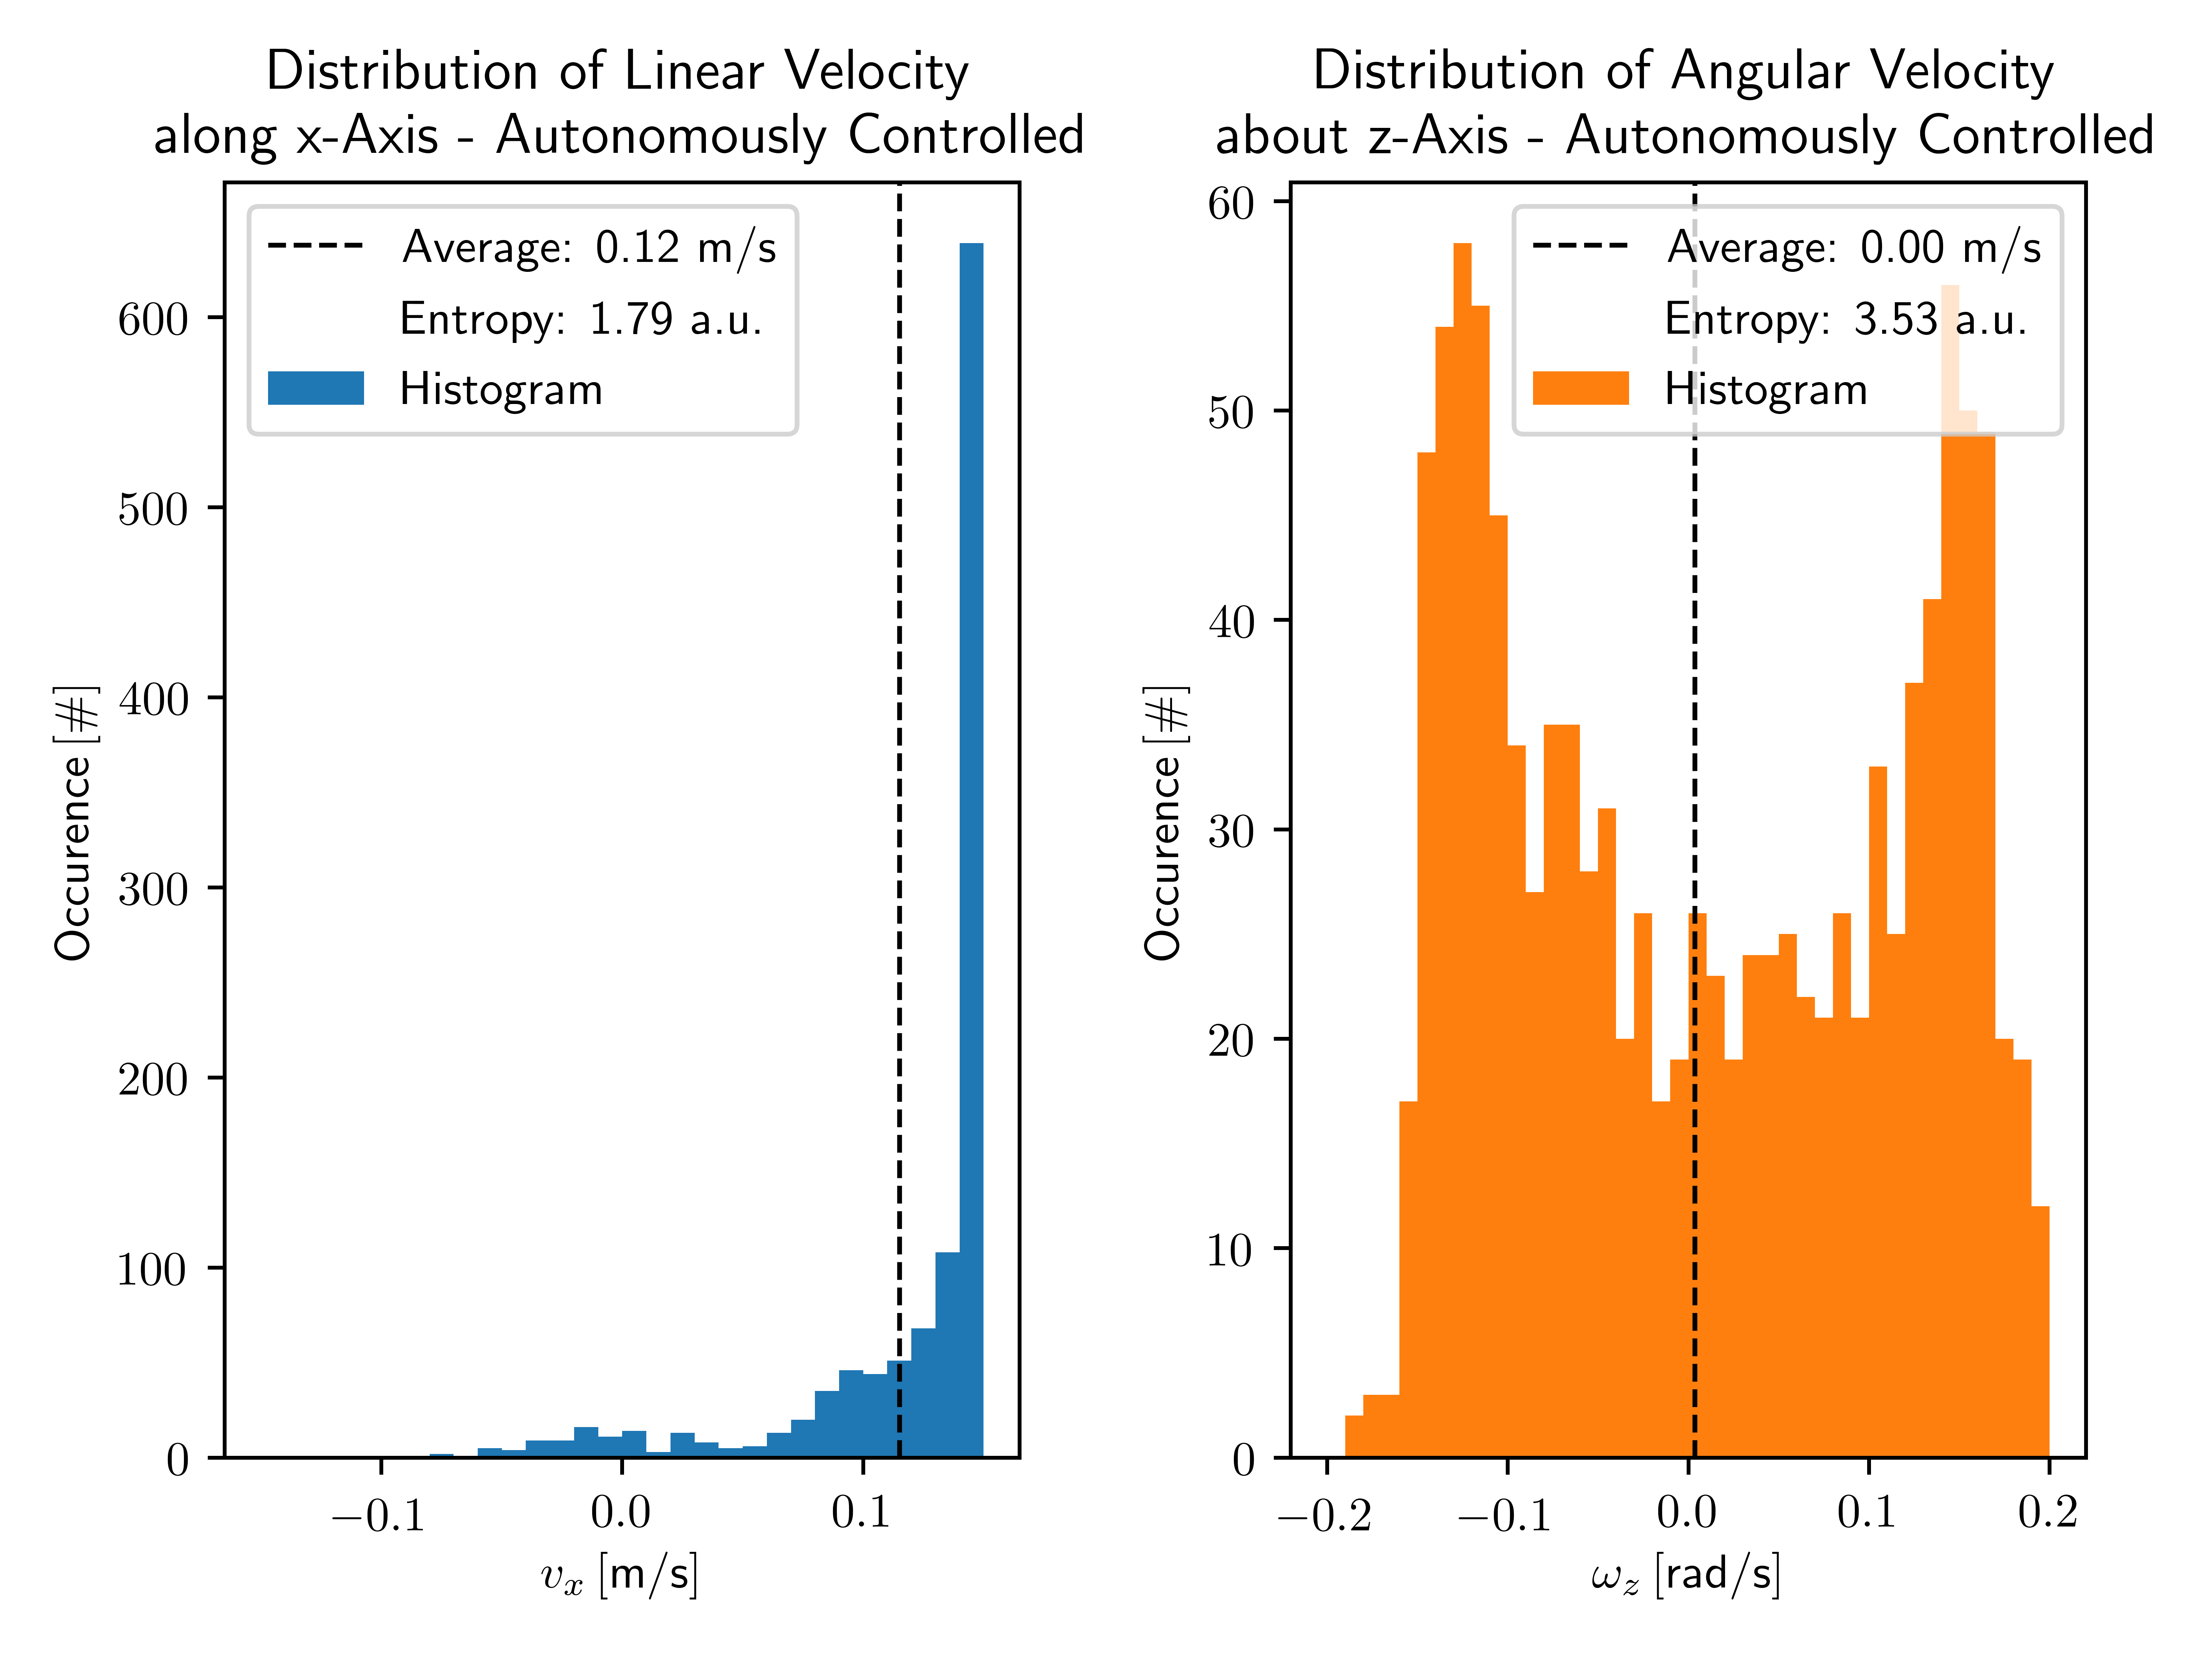 Distribution of Linear Velocity
along x-Axis - Autonomously Controlled
Average: 0.12 m/s
Entropy: 1.79 a.u.
Histogram
600
500
400
300
200
100
0
Occurence [#]
−0.1 0.0 0.1
v_x [m/s]
Distribution of Angular Velocity
about z-Axis - Autonomously Controlled
Average: 0.00 m/s
Entropy: 3.53 a.u.
Histogram
60
50
40
30
20
10
0
Occurence [#]
−0.2 −0.1 0.0 0.1 0.2
ω_z [rad/s]